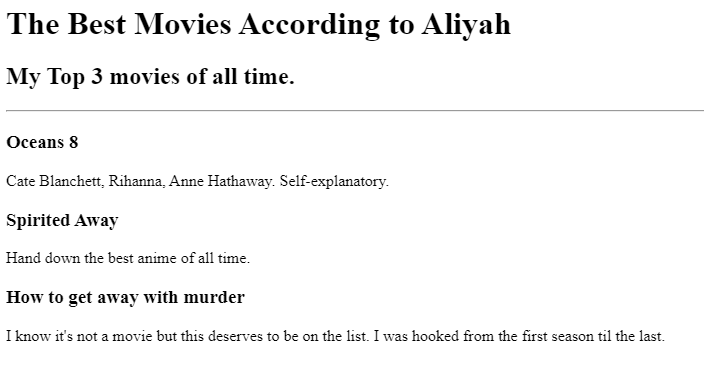 The Best Movies According to Aliyah
My Top 3 movies of all time.
Oceans 8
Cate Blanchett, Rihanna, Anne Hathaway. Self-explanatory.
Spirited Away
Hand down the best anime of all time.
How to get away with murder
I know it's not a movie but this deserves to be on the list. I was hooked from the first season til the last.